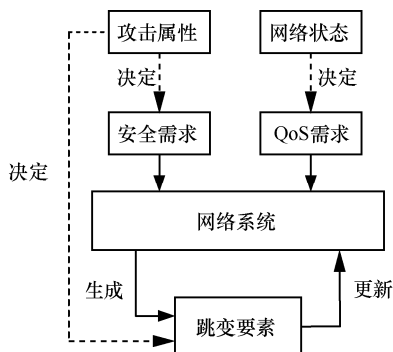 攻击属性
网络状态
决定
决定
安全需求
QoS需求
决定
网络系统
生成
更新
跳变要素